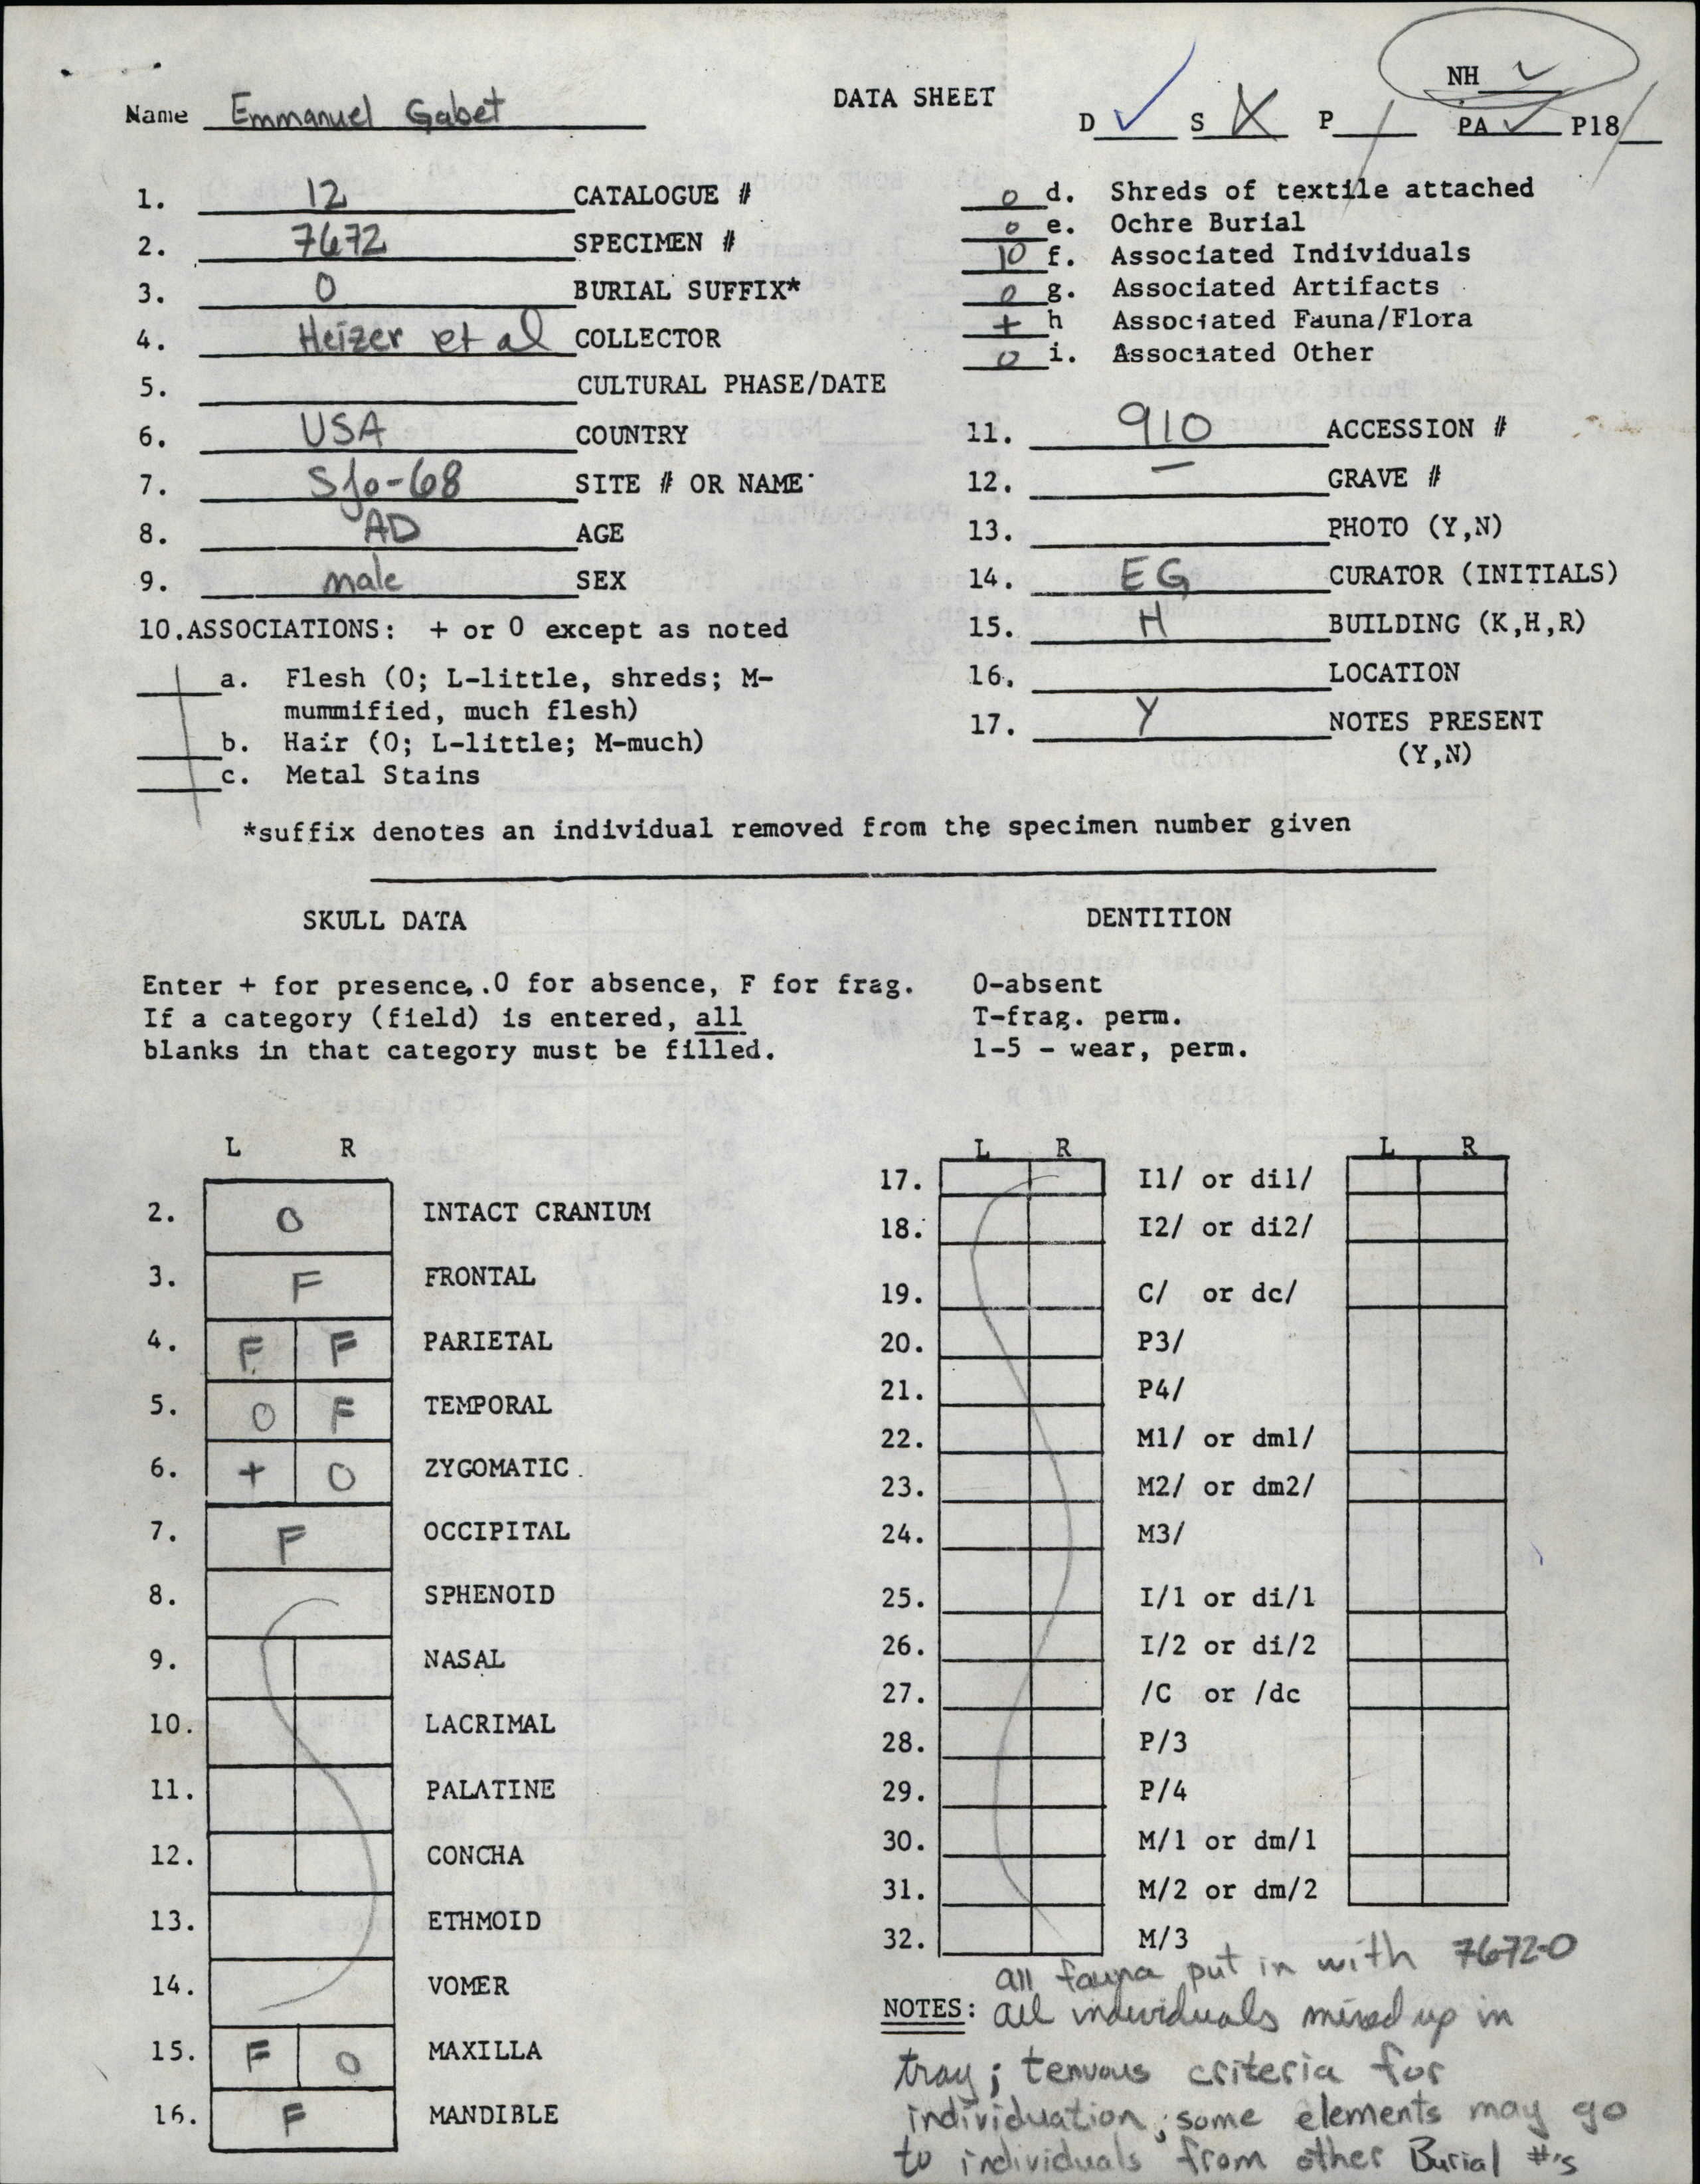 NH ✓
DATA SHEET
Name Emmanuel Gabet
D ✓ S X P / PA ✓ P18 /
1. 12 CATALOGUE #
2. 7672 SPECIMEN #
3. 0 BURIAL SUFFIX*
4. Heizer et al COLLECTOR
5. CULTURAL PHASE/DATE
6. USA COUNTRY
7. SJo-68 SITE # OR NAME
8. AD AGE
9. male SEX
10. ASSOCIATIONS: + or 0 except as noted
a. Flesh (0; L-little, shreds; M-
mummified, much flesh)
b. Hair (0; L-little; M-much)
c. Metal Stains
0 d. Shreds of textile attached
0 e. Ochre Burial
10 f. Associated Individuals
0 g. Associated Artifacts
+ h Associated Fauna/Flora
0 i. Associated Other
11. 910 ACCESSION #
12. — GRAVE #
13. PHOTO (Y,N)
14. EG CURATOR (INITIALS)
15. H BUILDING (K,H,R)
16. LOCATION
17. Y NOTES PRESENT
(Y,N)
*suffix denotes an individual removed from the specimen number given
SKULL DATA
Enter + for presence, .0 for absence, F for frag.
If a category (field) is entered, all
blanks in that category must be filled.
L R
2. 0 INTACT CRANIUM
3. F FRONTAL
4. F F PARIETAL
5. 0 F TEMPORAL
6. + 0 ZYGOMATIC
7. F OCCIPITAL
8. SPHENOID
9. NASAL
10. LACRIMAL
11. PALATINE
12. CONCHA
13. ETHMOID
14. VOMER
15. F 0 MAXILLA
16. F MANDIBLE
DENTITION
0-absent
T-frag. perm.
1-5 - wear, perm.
L R L R
17. I1/ or di1/
18. I2/ or di2/
19. C/ or dc/
20. P3/
21. P4/
22. M1/ or dm1/
23. M2/ or dm2/
24. M3/
25. I/1 or di/1
26. I/2 or di/2
27. /C or /dc
28. P/3
29. P/4
30. M/1 or dm/1
31. M/2 or dm/2
32. M/3
all fauna put in with 7672-0
NOTES: all individuals mixed up in
tray; tenuous criteria for
individuation; some elements may go
to individuals from other Burial #'s